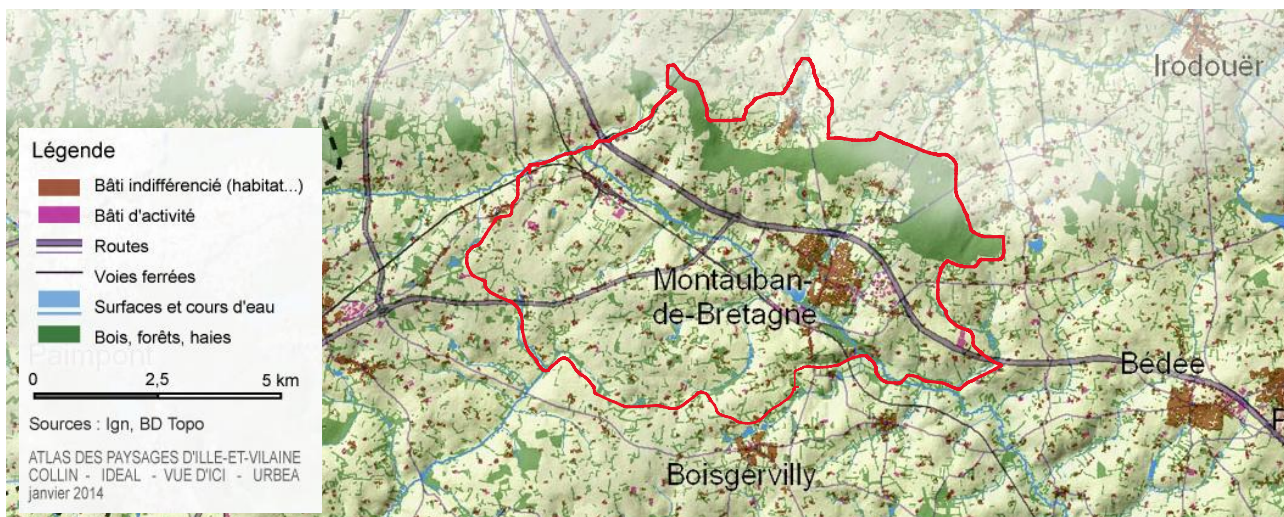 Irodouër
Légende
Bâti indifférencié (habitat...)
Bâti d'activité
Routes
Voies ferrées
Surfaces et cours d'eau
Bois, forêts, haies
Paimpont
0 2,5 5 km
Sources : Ign, BD Topo
ATLAS DES PAYSAGES D'ILLE-ET-VILAINE
COLLIN - IDEAL - VUE D'ICI - URBEA
janvier 2014
Montauban-
de-Bretagne
Bédée
Boisgervilly